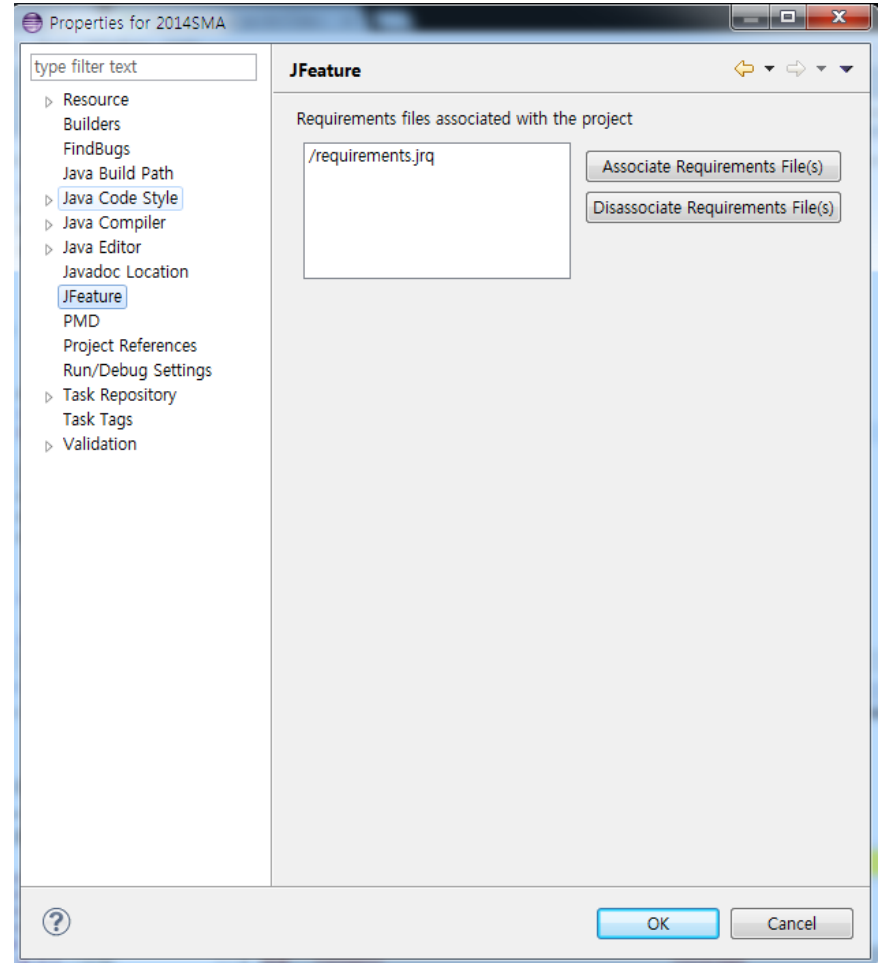 Properties for 2014SMA
type filter text
Resource
Builders
FindBugs
Java Build Path
Java Code Style
Java Compiler
Java Editor
Javadoc Location
JFeature
PMD
Project References
Run/Debug Settings
Task Repository
Task Tags
Validation
JFeature
Requirements files associated with the project
/requirements.jrq
Associate Requirements File(s)
Disassociate Requirements File(s)
OK
Cancel